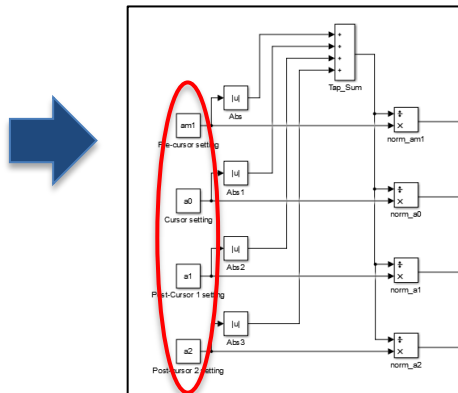 +
+
+
+
Tap_Sum
|u|
Abs
am1
Pre-cursor setting
÷
×
norm_am1
|u|
Abs1
a0
Cursor setting
÷
×
norm_a0
|u|
Abs2
a1
Post-Cursor 1 setting
÷
×
norm_a1
|u|
Abs3
a2
Post-cursor 2 setting
÷
×
norm_a2